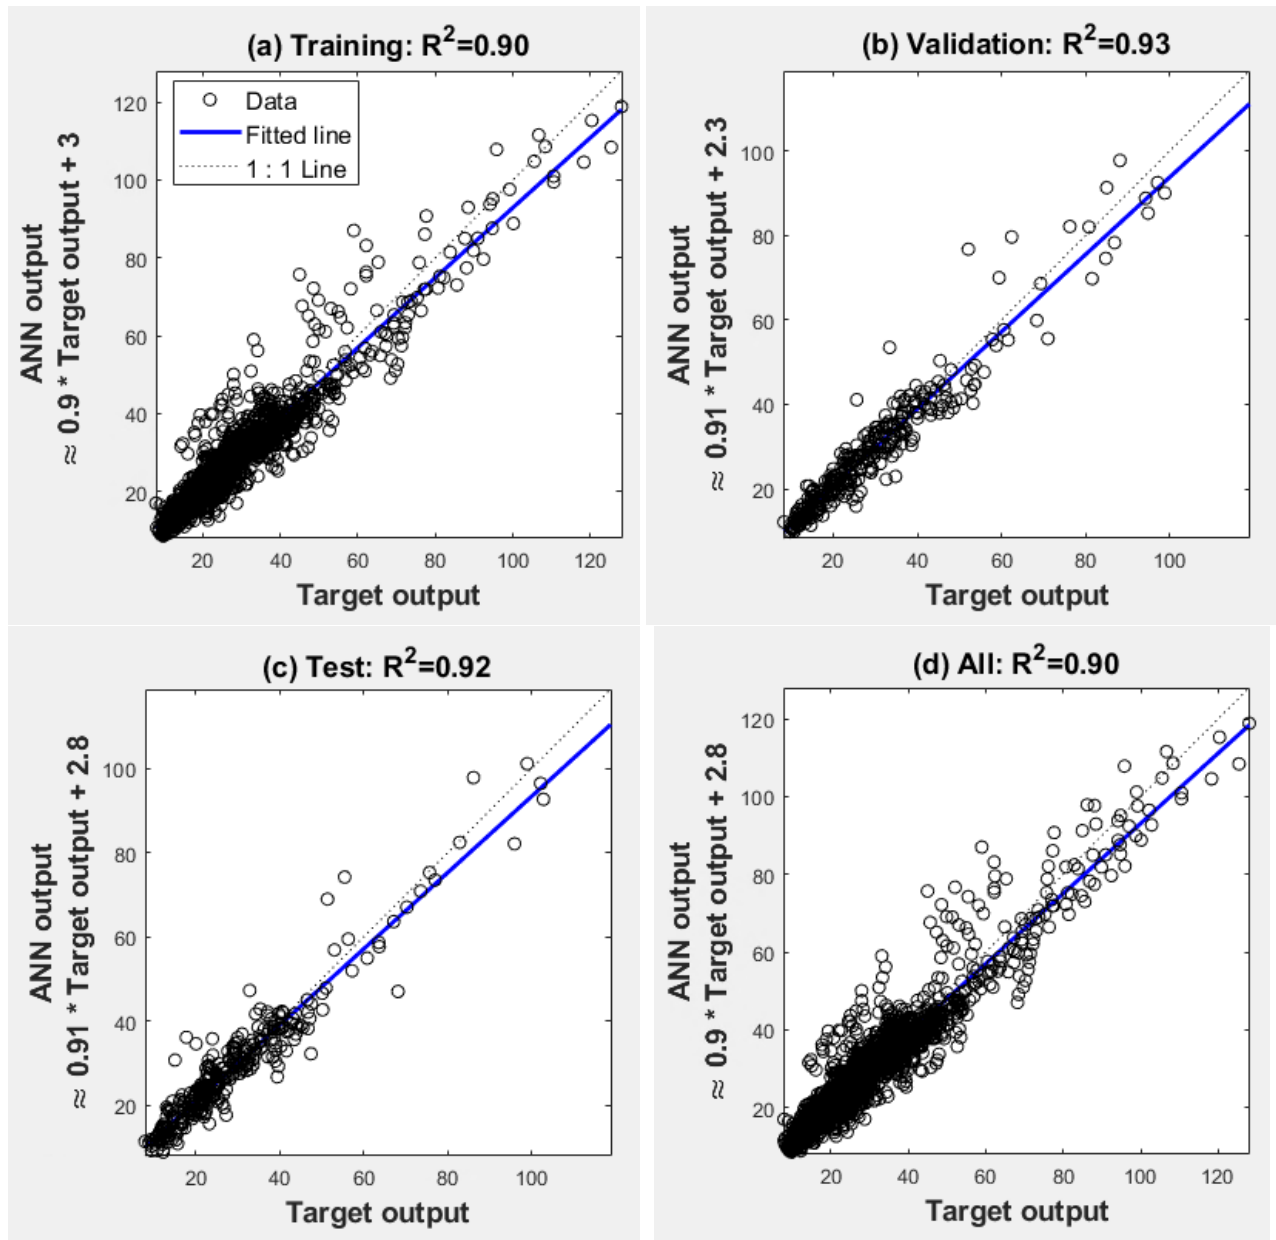 (a) Training: R²=0.90
Data
Fitted line
1 : 1 Line
ANN output
≈ 0.9 * Target output + 3
120
100
80
60
40
20
20 40 60 80 100 120
Target output
(b) Validation: R²=0.93
ANN output
≈ 0.91 * Target output + 2.3
100
80
60
40
20
20 40 60 80 100
Target output
(c) Test: R²=0.92
ANN output
≈ 0.91 * Target output + 2.8
100
80
60
40
20
20 40 60 80 100
Target output
(d) All: R²=0.90
ANN output
≈ 0.9 * Target output + 2.8
120
100
80
60
40
20
20 40 60 80 100 120
Target output